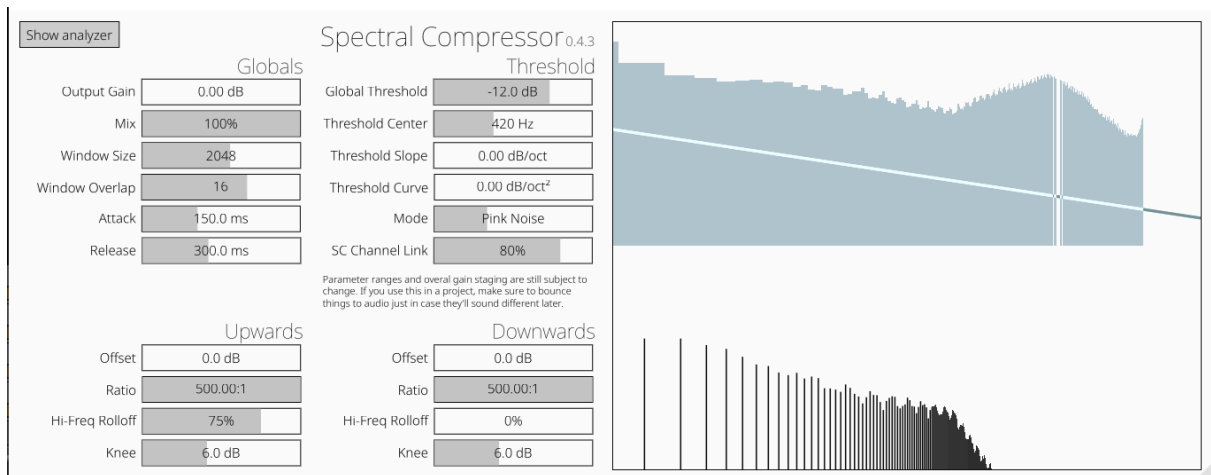 Show analyzer
Spectral Compressor 0.4.3
Globals
Output Gain 0.00 dB
Mix 100%
Window Size 2048
Window Overlap 16
Attack 150.0 ms
Release 300.0 ms
Threshold
Global Threshold -12.0 dB
Threshold Center 420 Hz
Threshold Slope 0.00 dB/oct
Threshold Curve 0.00 dB/oct²
Mode Pink Noise
SC Channel Link 80%
Parameter ranges and overal gain staging are still subject to
change. If you use this in a project, make sure to bounce
things to audio just in case they'll sound different later.
Upwards
Offset 0.0 dB
Ratio 500.00:1
Hi-Freq Rolloff 75%
Knee 6.0 dB
Downwards
Offset 0.0 dB
Ratio 500.00:1
Hi-Freq Rolloff 0%
Knee 6.0 dB